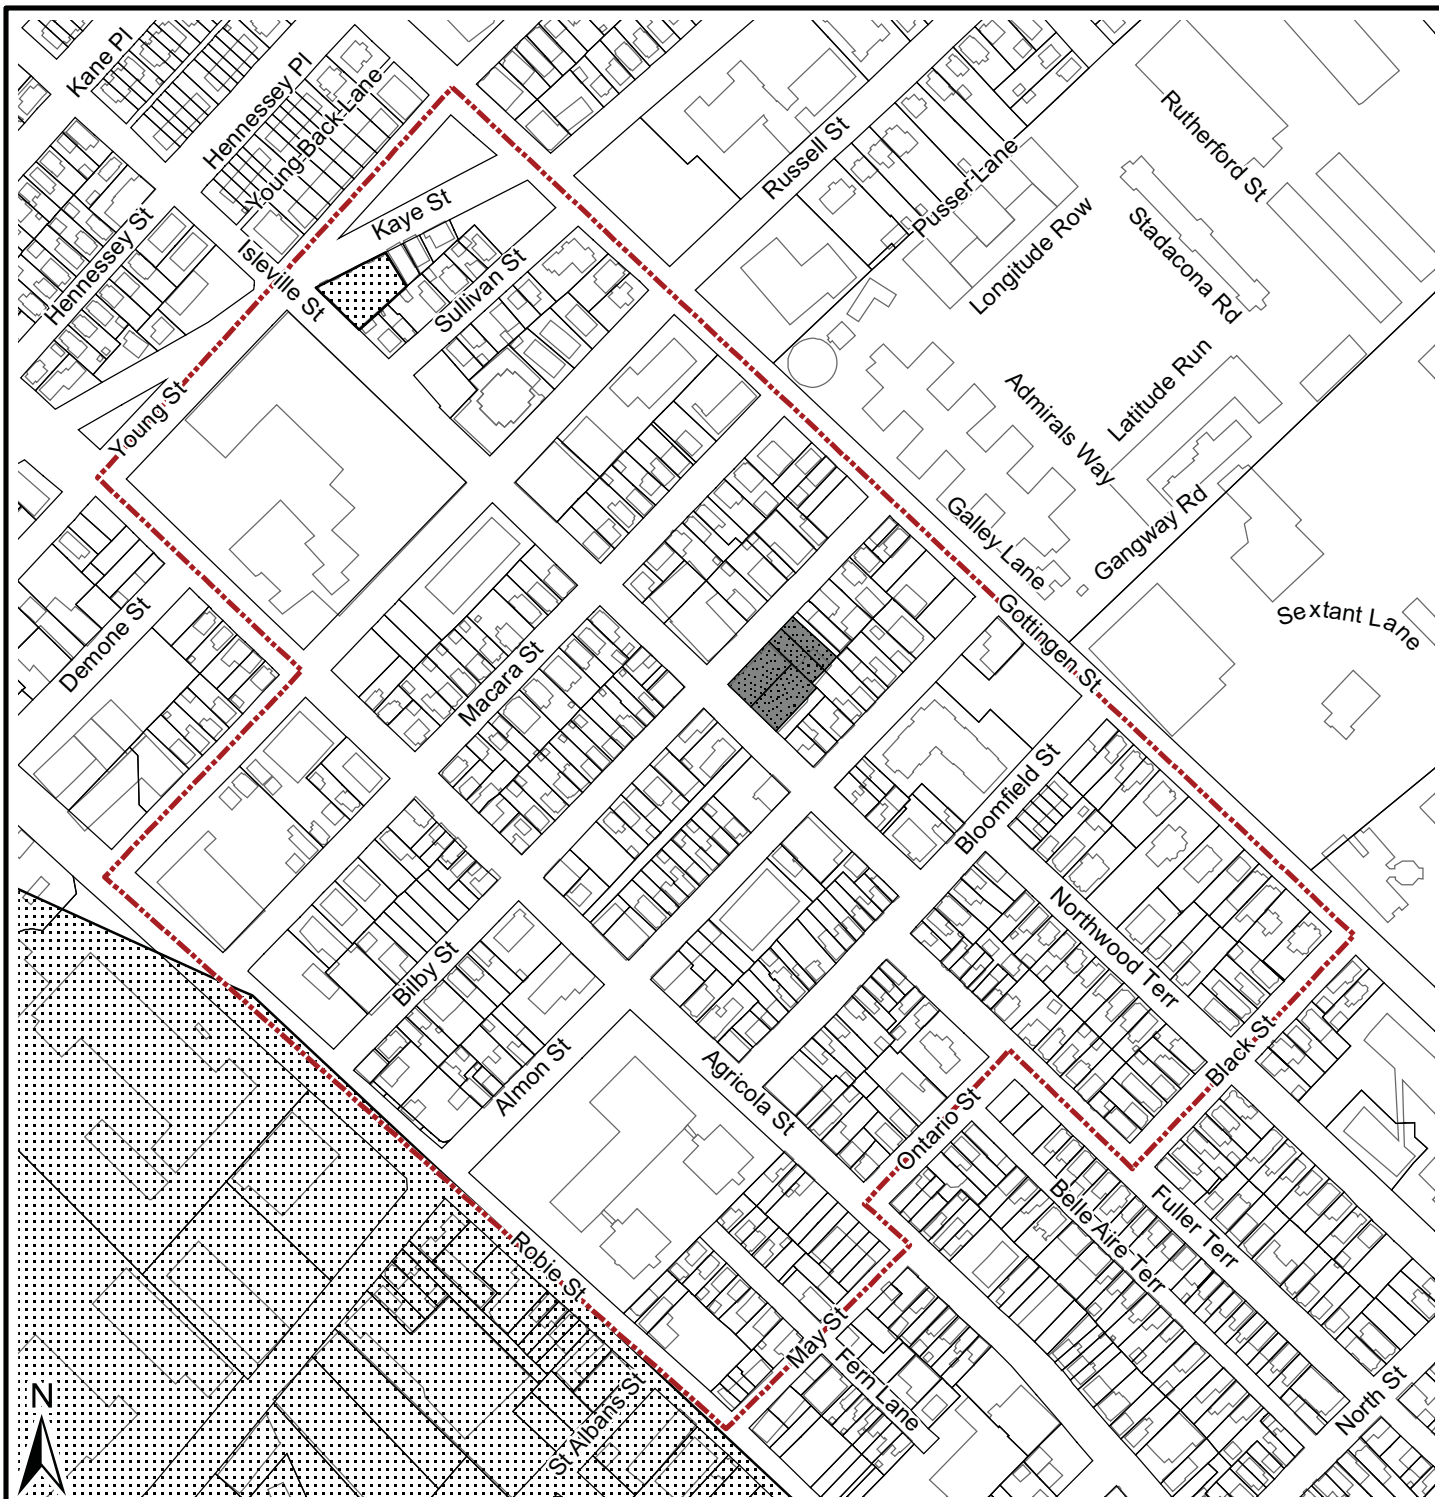 Kane Pl
Hennessey Pl
Young Back Lane
Rutherford St
Russell St
Pusser Lane
Kaye St
Hennessey St
Isleville St
Sullivan St
Longitude Row
Stadacona Rd
Young St
Admirals Way
Latitude Run
Galley Lane
Gangway Rd
Demone St
Gottingen St
Sextant Lane
Macara St
Bloomfield St
Northwood Terr
Bilby St
Almon St
Agricola St
Black St
Ontario St
Belle Aire Terr
Fuller Terr
Robie St
May St
Fern Lane
St Albans St
North St
N